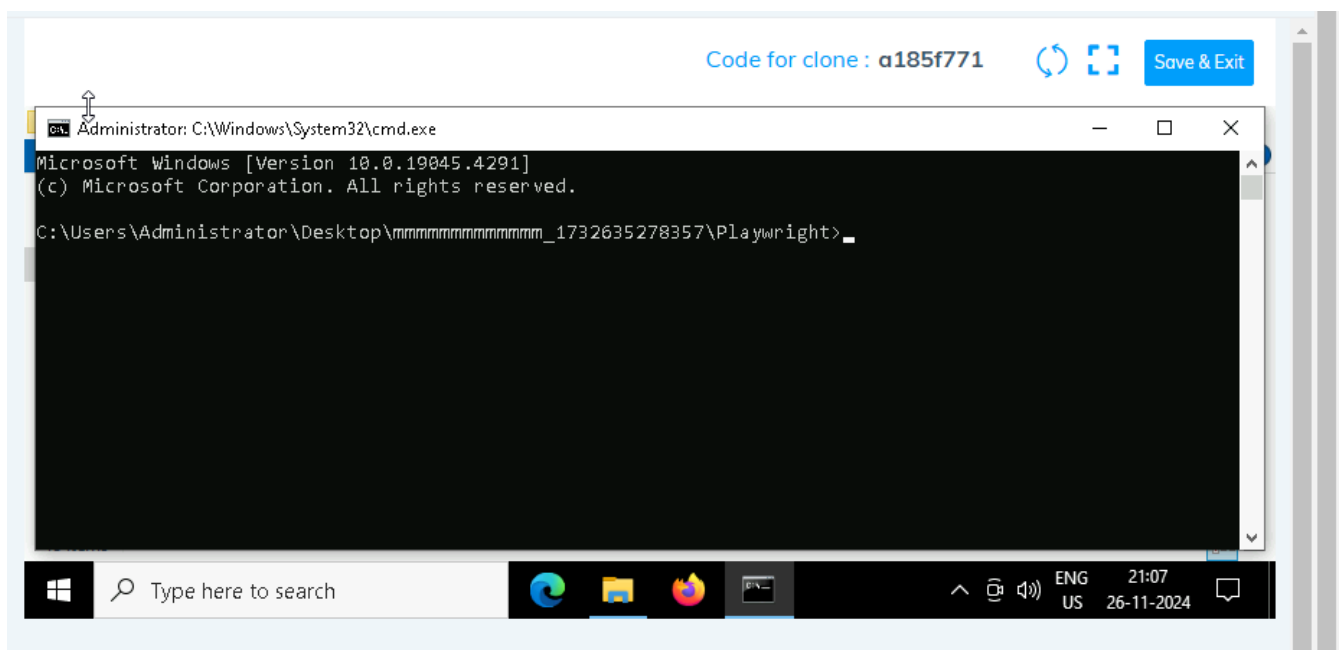 Code for clone : a185f771
Save & Exit
Administrator: C:\Windows\System32\cmd.exe
Microsoft Windows [Version 10.0.19045.4291]
(c) Microsoft Corporation. All rights reserved.
C:\Users\Administrator\Desktop\mmmmmmmmmmmmmm_1732635278357\Playwright>
Type here to search
ENG
US
21:07
26-11-2024